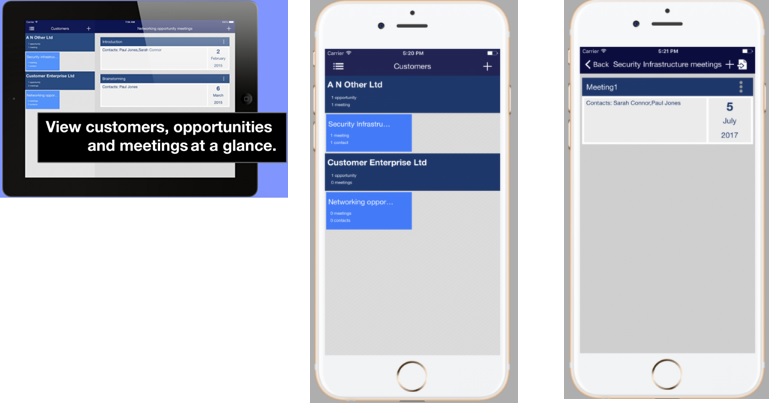 Customers
+
Networking opportunity meetings
+
A N Other Ltd
Security Infrastru...
Customer Enterprise Ltd
Networking oppor...
Introduction
Contacts: Paul Jones,Sarah Connor
2
February
2015
Brainstorming
Contacts: Paul Jones
6
March
2015
View customers, opportunities
and meetings at a glance.
Carrier
5:20 PM
Customers
+
A N Other Ltd
1 opportunity
1 meeting
Security Infrastru...
1 meeting
1 contact
Customer Enterprise Ltd
1 opportunity
0 meetings
Networking oppor...
0 meetings
0 contacts
Carrier
5:21 PM
Back Security Infrastructure meetings +
Meeting1
Contacts: Sarah Connor,Paul Jones
5
July
2017